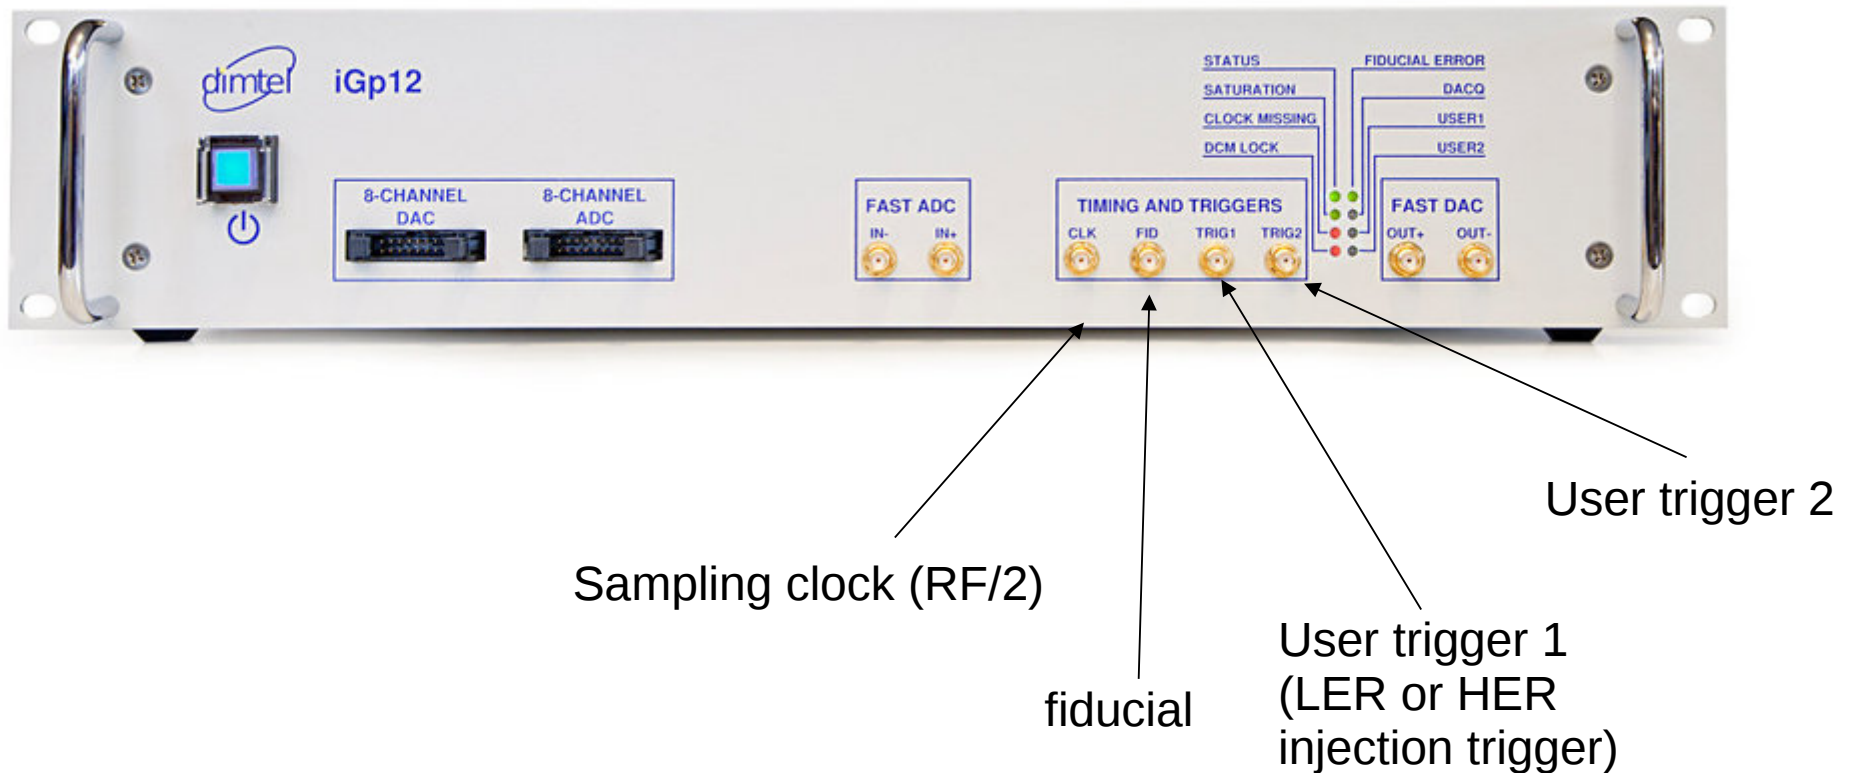 dimtel
iGp12
STATUS
SATURATION
CLOCK MISSING
DCM LOCK
FIDUCIAL ERROR
DACQ
USER1
USER2
8-CHANNEL
DAC
8-CHANNEL
ADC
FAST ADC
IN-
IN+
TIMING AND TRIGGERS
CLK
FID
TRIG1
TRIG2
FAST DAC
OUT+
OUT-
User trigger 2
Sampling clock (RF/2)
User trigger 1
(LER or HER
injection trigger)
fiducial